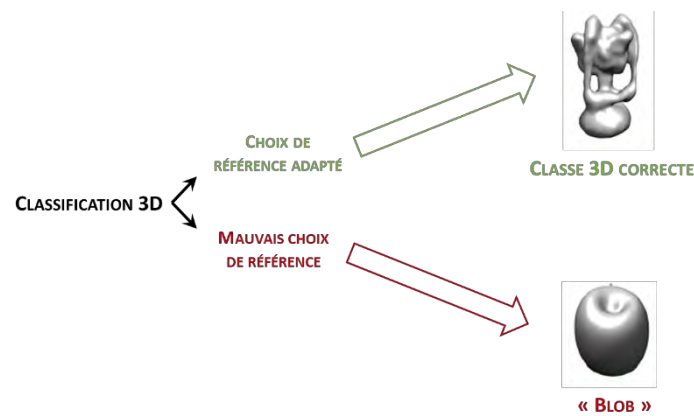 CLASSIFICATION 3D
CHOIX DE
RÉFÉRENCE ADAPTÉ
CLASSE 3D CORRECTE
MAUVAIS CHOIX
DE RÉFÉRENCE
« BLOB »